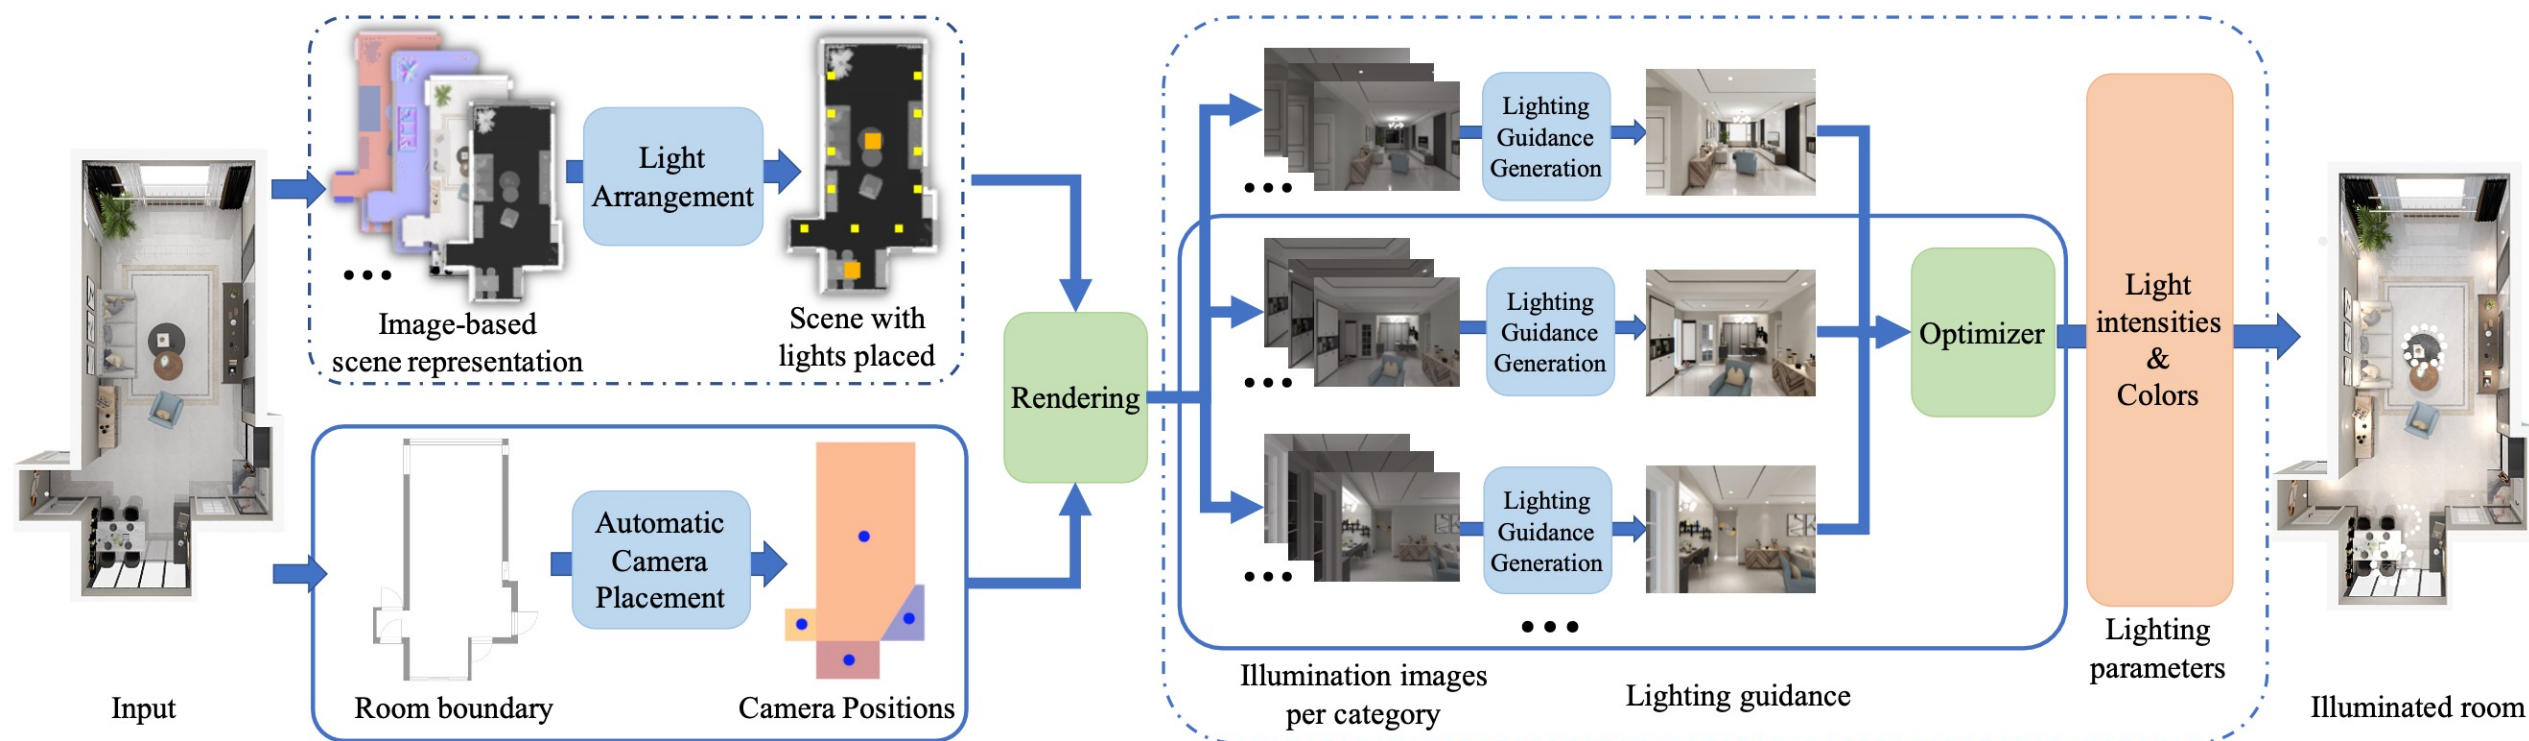 Input
Image-based
scene representation
Light
Arrangement
Scene with
lights placed
Room boundary
Automatic
Camera
Placement
Camera Positions
Rendering
Lighting
Guidance
Generation
Lighting
Guidance
Generation
Lighting
Guidance
Generation
Illumination images
per category
Lighting guidance
Optimizer
Light
intensities
&
Colors
Lighting
parameters
Illuminated room